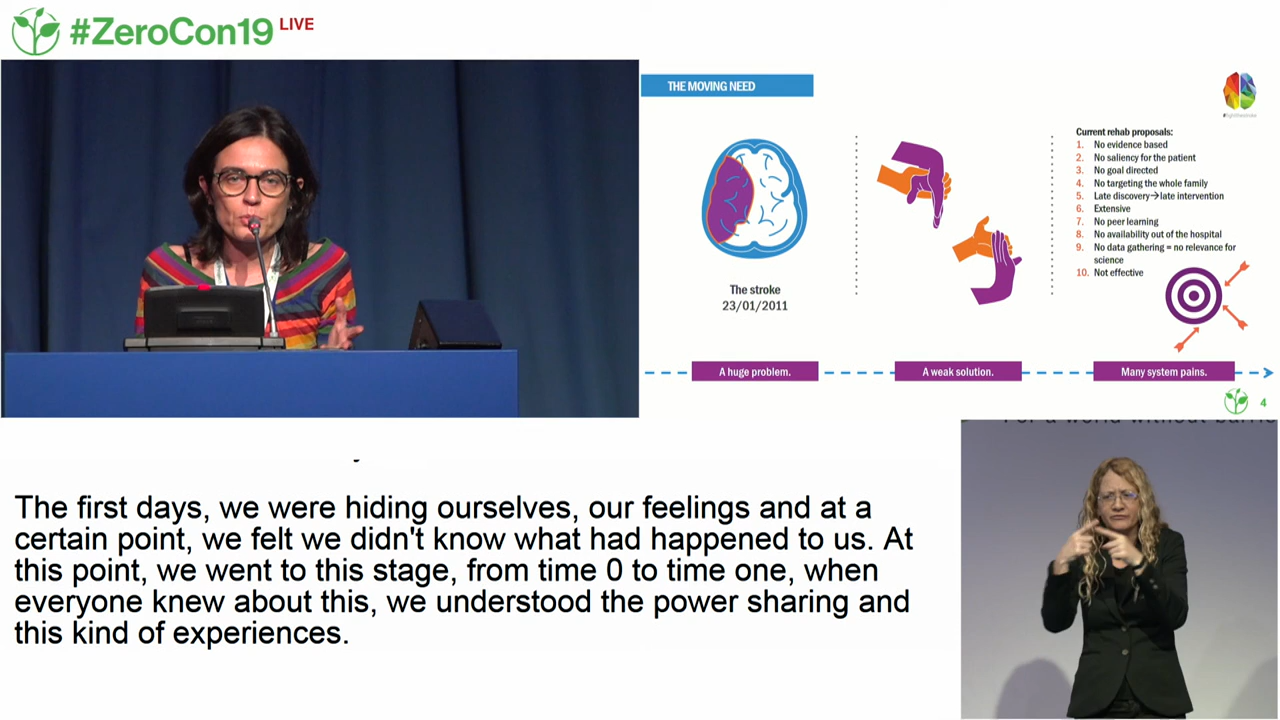 #ZeroCon19 LIVE
THE MOVING NEED
#fightthestroke
The stroke
23/01/2011
Current rehab proposals:
1. No evidence based
2. No saliency for the patient
3. No goal directed
4. No targeting the whole family
5. Late discovery→late intervention
6. Extensive
7. No peer learning
8. No availability out of the hospital
9. No data gathering = no relevance for
science
10. Not effective
A huge problem.
A weak solution.
Many system pains.
4
The first days, we were hiding ourselves, our feelings and at a
certain point, we felt we didn't know what had happened to us. At
this point, we went to this stage, from time 0 to time one, when
everyone knew about this, we understood the power sharing and
this kind of experiences.
For a world without